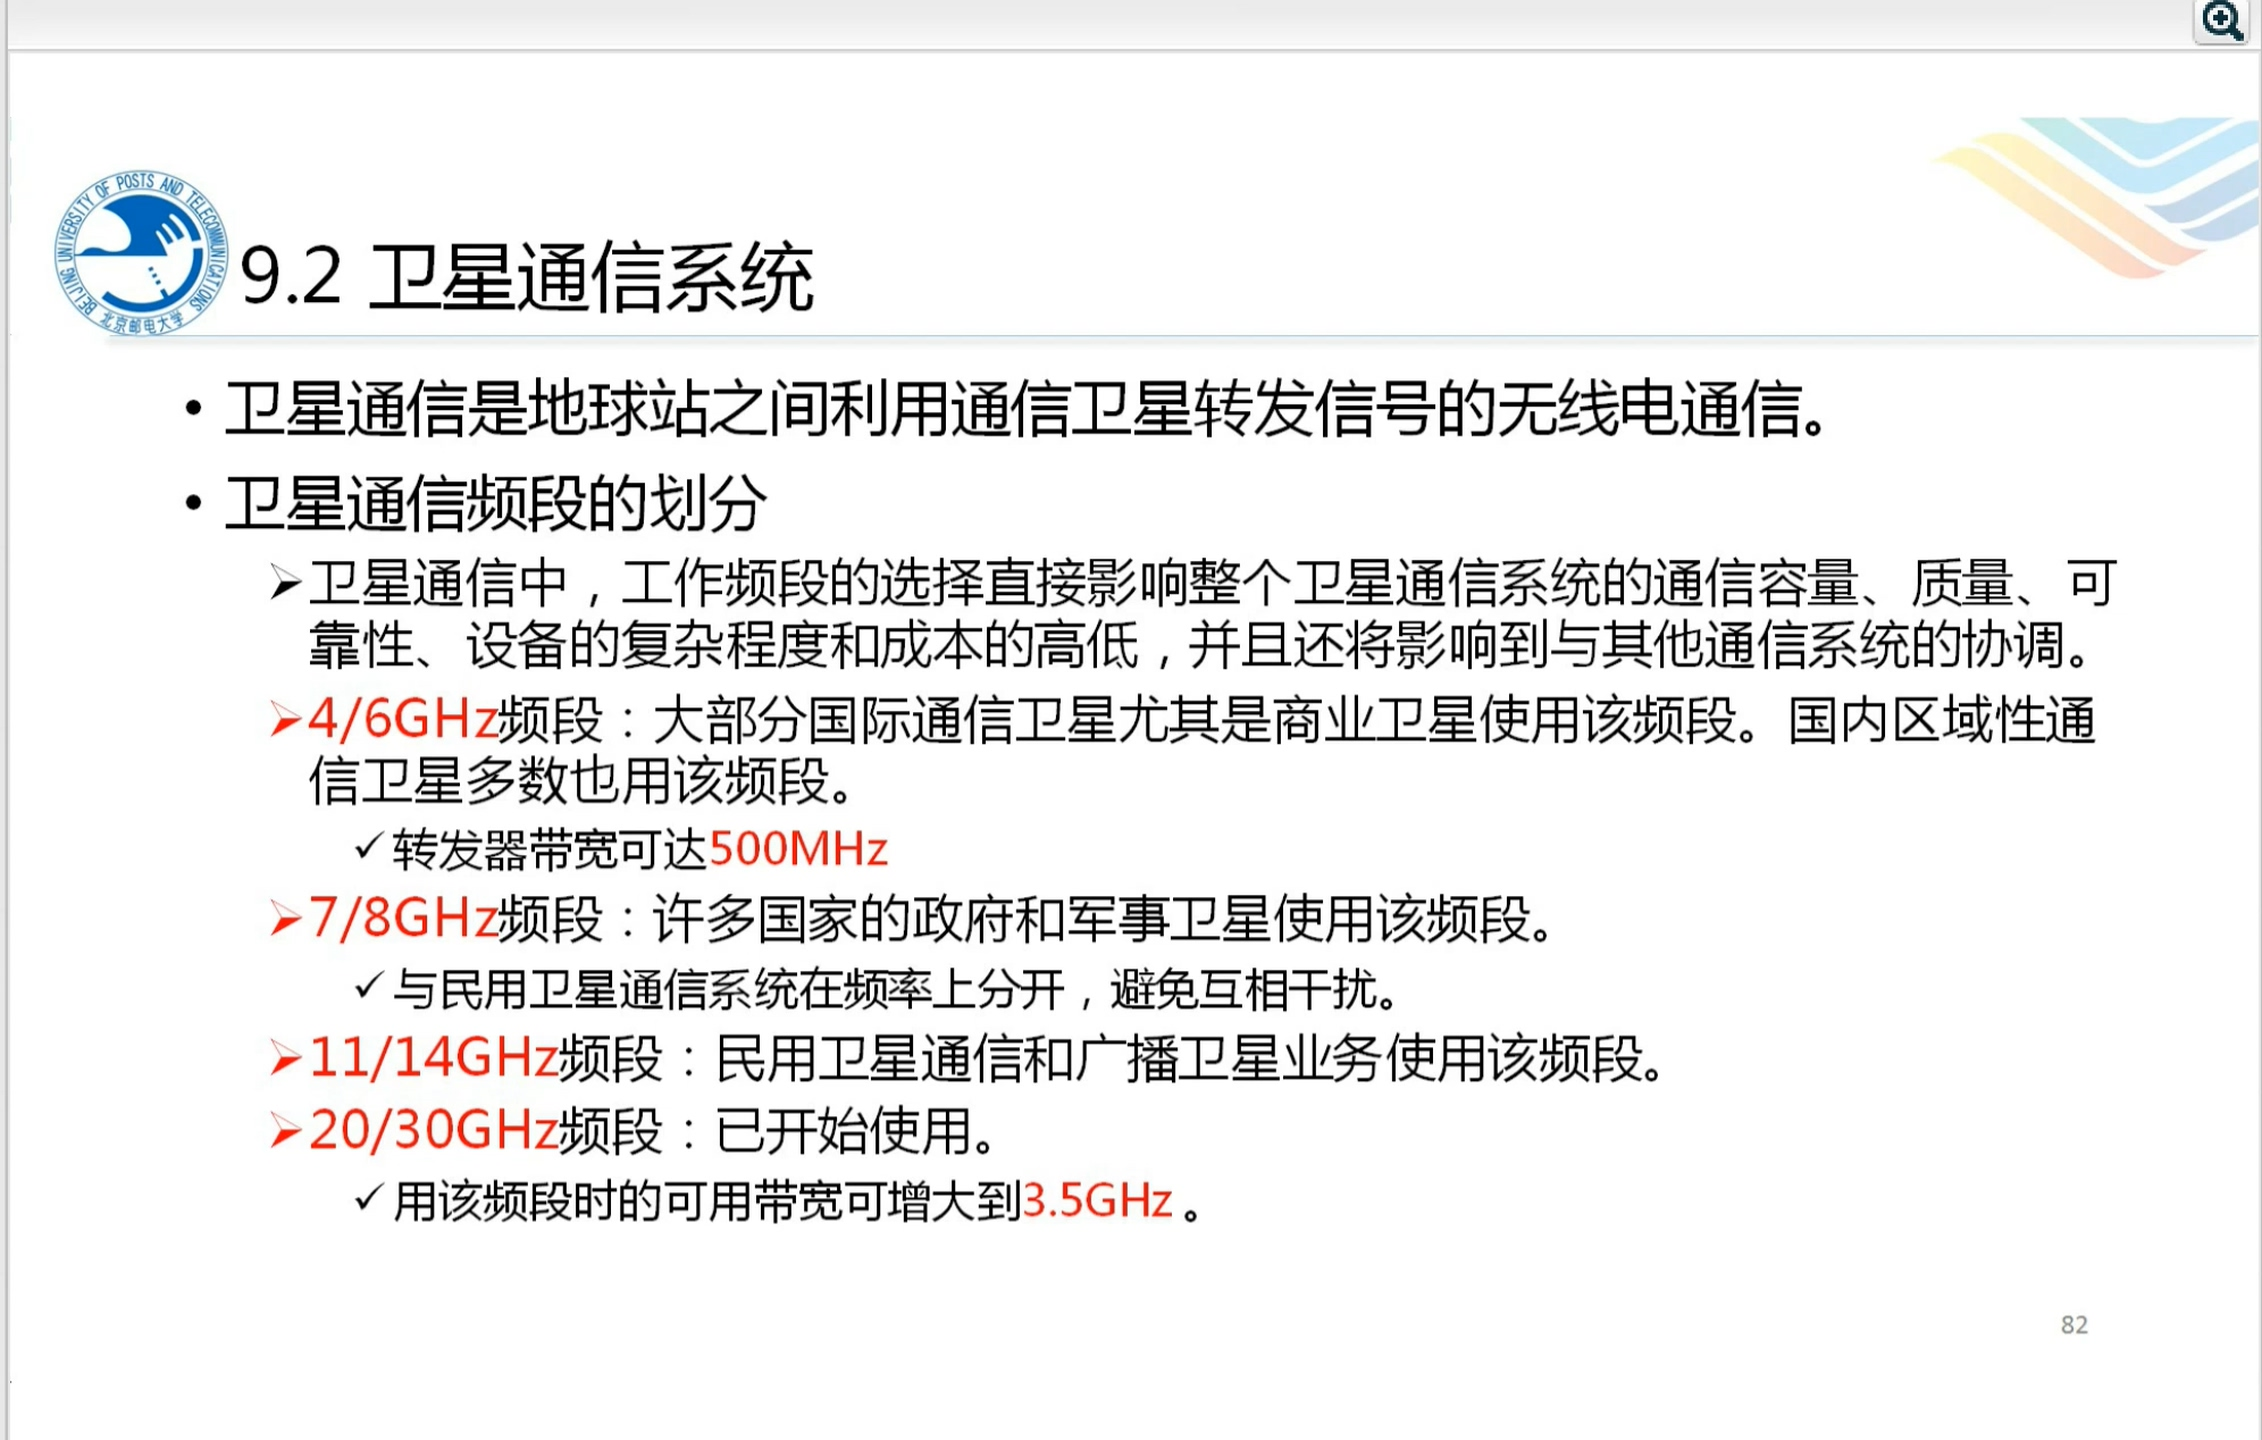 BEIJING UNIVERSITY OF POSTS AND TELECOMMUNICATIONS
北京邮电大学
9.2 卫星通信系统
• 卫星通信是地球站之间利用通信卫星转发信号的无线电通信。
• 卫星通信频段的划分
➢卫星通信中，工作频段的选择直接影响整个卫星通信系统的通信容量、质量、可
靠性、设备的复杂程度和成本的高低，并且还将影响到与其他通信系统的协调。
➢4/6GHz频段：大部分国际通信卫星尤其是商业卫星使用该频段。国内区域性通
信卫星多数也用该频段。
✓转发器带宽可达500MHz
➢7/8GHz频段：许多国家的政府和军事卫星使用该频段。
✓与民用卫星通信系统在频率上分开，避免互相干扰。
➢11/14GHz频段：民用卫星通信和广播卫星业务使用该频段。
➢20/30GHz频段：已开始使用。
✓用该频段时的可用带宽可增大到3.5GHz 。
82